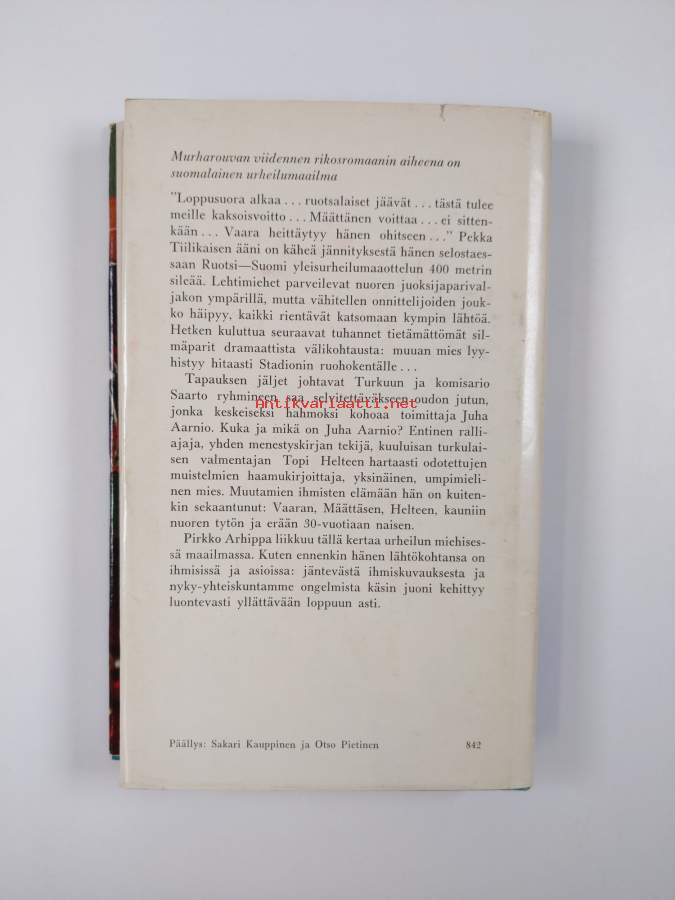 Murharouvan viidennen rikosromaanin aiheena on
suomalainen urheilumaailma
"Loppusuora alkaa . . . ruotsalaiset jäävät . . . tästä tulee
meille kaksoisvoitto . . . Määttänen voittaa . . . ei sitten-
kään . . . Vaara heittäytyy hänen ohitseen . . ." Pekka
Tiilikaisen ääni on käheä jännityksestä hänen selostaes-
saan Ruotsi—Suomi yleisurheilumaaottelun 400 metrin
sileää. Lehtimiehet parveilevat nuoren juoksijaparival-
jakon ympärillä, mutta vähitellen onnittelijoiden jouk-
ko häipyy, kaikki rientävät katsomaan kympin lähtöä.
Hetken kuluttua seuraavat tuhannet tietämättömät sil-
mäparit dramaattista välikohtausta: muuan mies lyy-
histyy hitaasti Stadionin ruohokentälle . . .
Tapauksen jäljet johtavat Turkuun ja komisario
Saarto ryhmineen saa selvitettäväkseen oudon jutun,
antikvariaatti.net
jonka keskeiseksi hahmoksi kohoaa toimittaja Juha
Aarnio. Kuka ja mikä on Juha Aarnio? Entinen ralli-
ajaja, yhden menestyskirjan tekijä, kuuluisan turkulai-
sen valmentajan Topi Helteen hartaasti odotettujen
muistelmien haamukirjoittaja, yksinäinen, umpimieli-
nen mies. Muutamien ihmisten elämään hän on kuiten-
kin sekaantunut: Vaaran, Määttäsen, Helteen, kauniin
nuoren tytön ja erään 30-vuotiaan naisen.
Pirkko Arhippa liikkuu tällä kertaa urheilun miehises-
sä maailmassa. Kuten ennenkin hänen lähtökohtansa on
ihmisissä ja asioissa: jäntevästä ihmiskuvauksesta ja
nyky-yhteiskuntamme ongelmista käsin juoni kehittyy
luontevasti yllättävään loppuun asti.
Päällys: Sakari Kauppinen ja Otso Pietinen 842